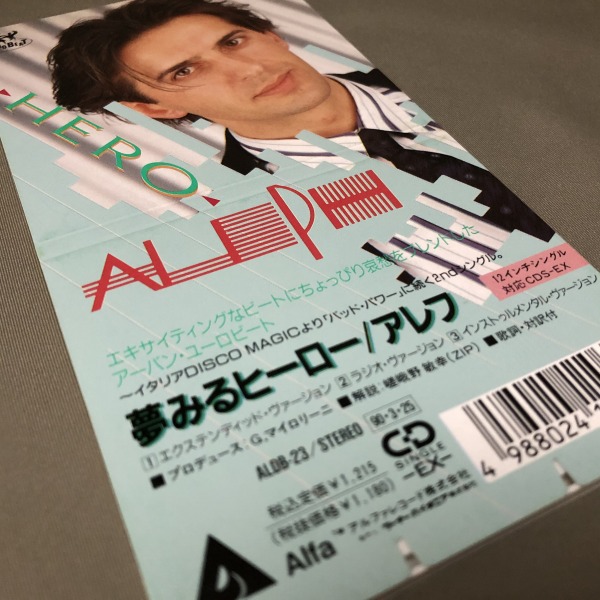 HERO
ALEPH
エキサイティングなビートにちょっぴり哀愁をブレンドした
アーバン・ユーロビート
〜イタリアDISCO MAGICより「バッド・パワー」に続く2ndシングル。
12インチシングル
対応CDS-EX
夢みるヒーロー/アレフ
1 エクステンディッド・ヴァージョン 2 ラジオ・ヴァージョン 3 インストゥルメンタル・ヴァージョン
■プロデュース:G.マイロリーニ ■解説:嵯峨野 敏幸(ZIP) ■歌詞・対訳付
ALDB-23/STEREO 90・3・25
税込定価¥1,215
(税抜価格¥1,180)
CD
SINGLE
-EX-
4 988024
Alfa™ アルファレコード株式会社